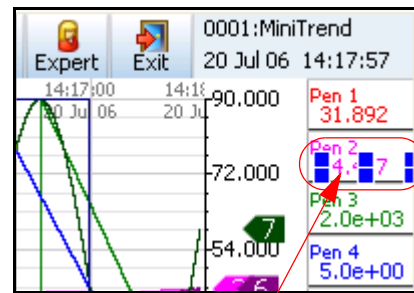 0001:MiniTrend
Expert Exit 20 Jul 06 14:17:57
14:17:00
20 Jul 06 20
90.000
72.000
54.000
7
6
Pen 1
31.892
Pen 2
Pen 3
2.0e+03
Pen 4
5.0e+00